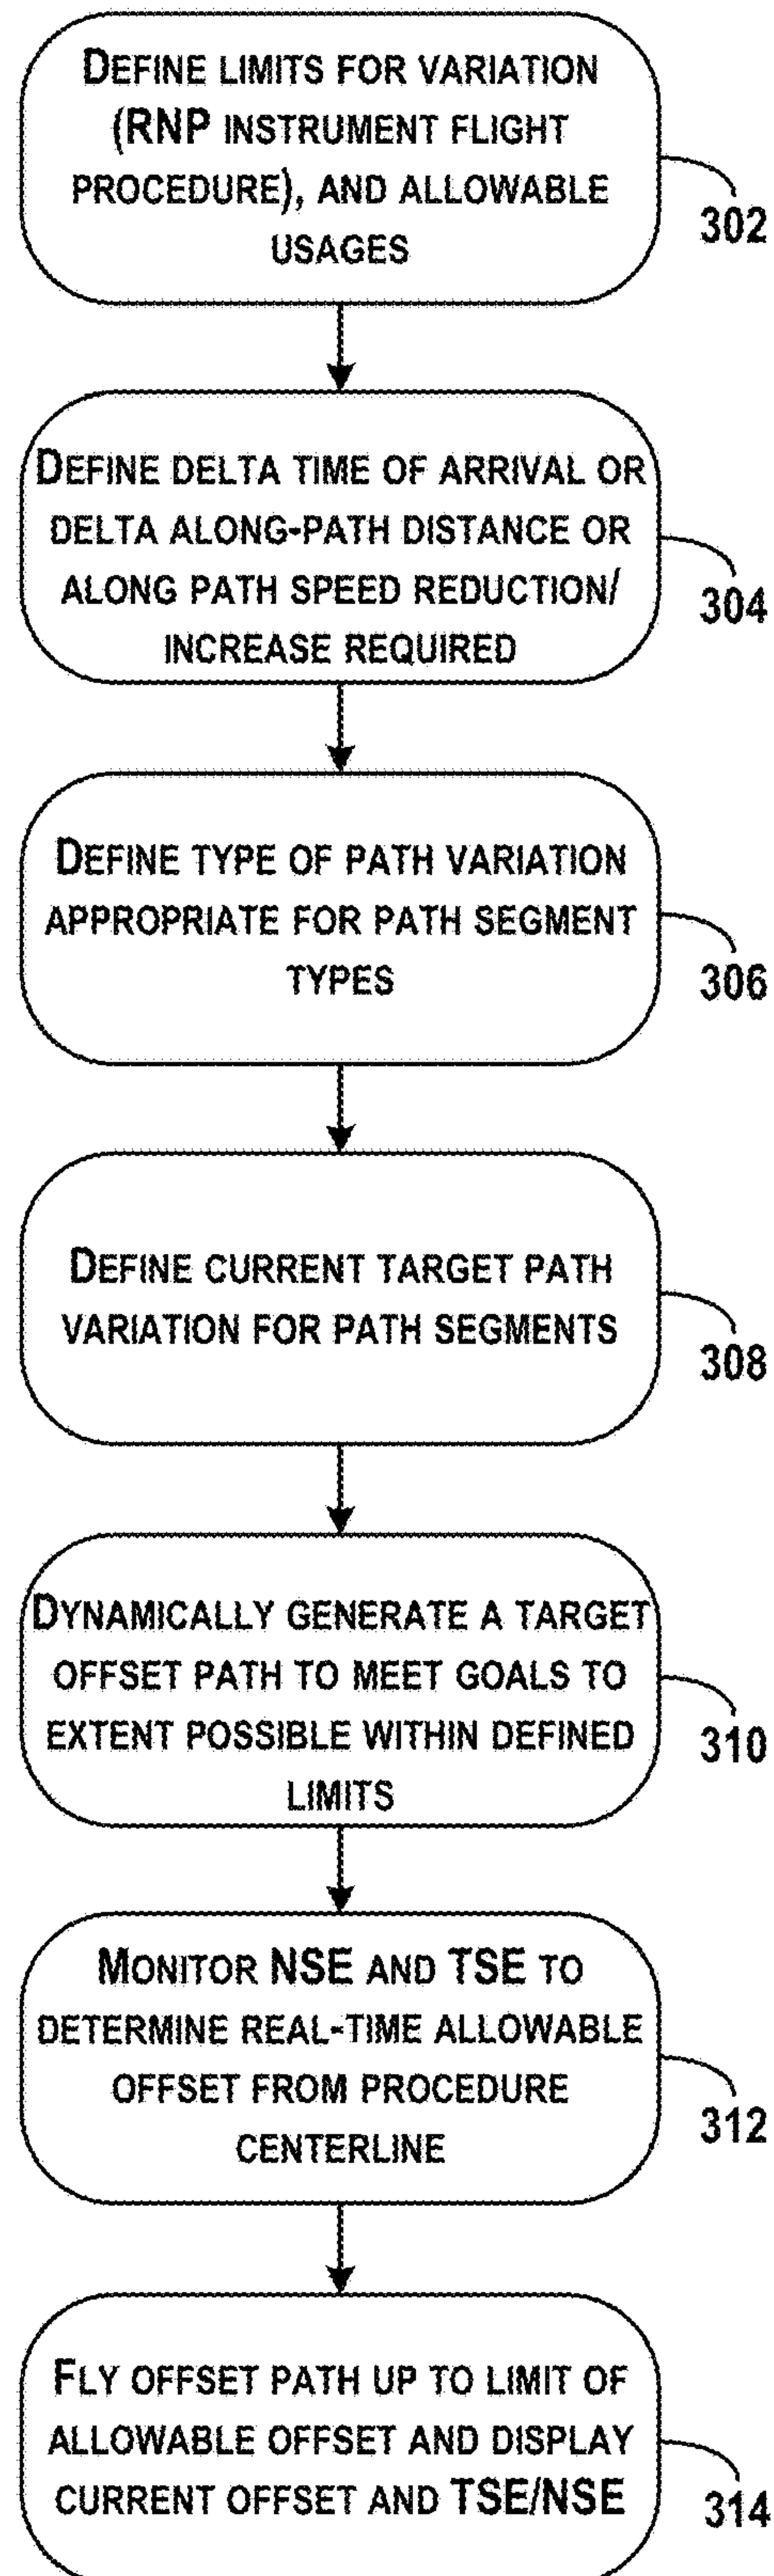 DEFINE LIMITS FOR VARIATION
(RNP INSTRUMENT FLIGHT
PROCEDURE), AND ALLOWABLE
USAGES
302
DEFINE DELTA TIME OF ARRIVAL OR
DELTA ALONG-PATH DISTANCE OR
ALONG PATH SPEED REDUCTION/
INCREASE REQUIRED
304
DEFINE TYPE OF PATH VARIATION
APPROPRIATE FOR PATH SEGMENT
TYPES
306
DEFINE CURRENT TARGET PATH
VARIATION FOR PATH SEGMENTS
308
DYNAMICALLY GENERATE A TARGET
OFFSET PATH TO MEET GOALS TO
EXTENT POSSIBLE WITHIN DEFINED
LIMITS
310
MONITOR NSE AND TSE TO
DETERMINE REAL-TIME ALLOWABLE
OFFSET FROM PROCEDURE
CENTERLINE
312
FLY OFFSET PATH UP TO LIMIT OF
ALLOWABLE OFFSET AND DISPLAY
CURRENT OFFSET AND TSE/NSE
314